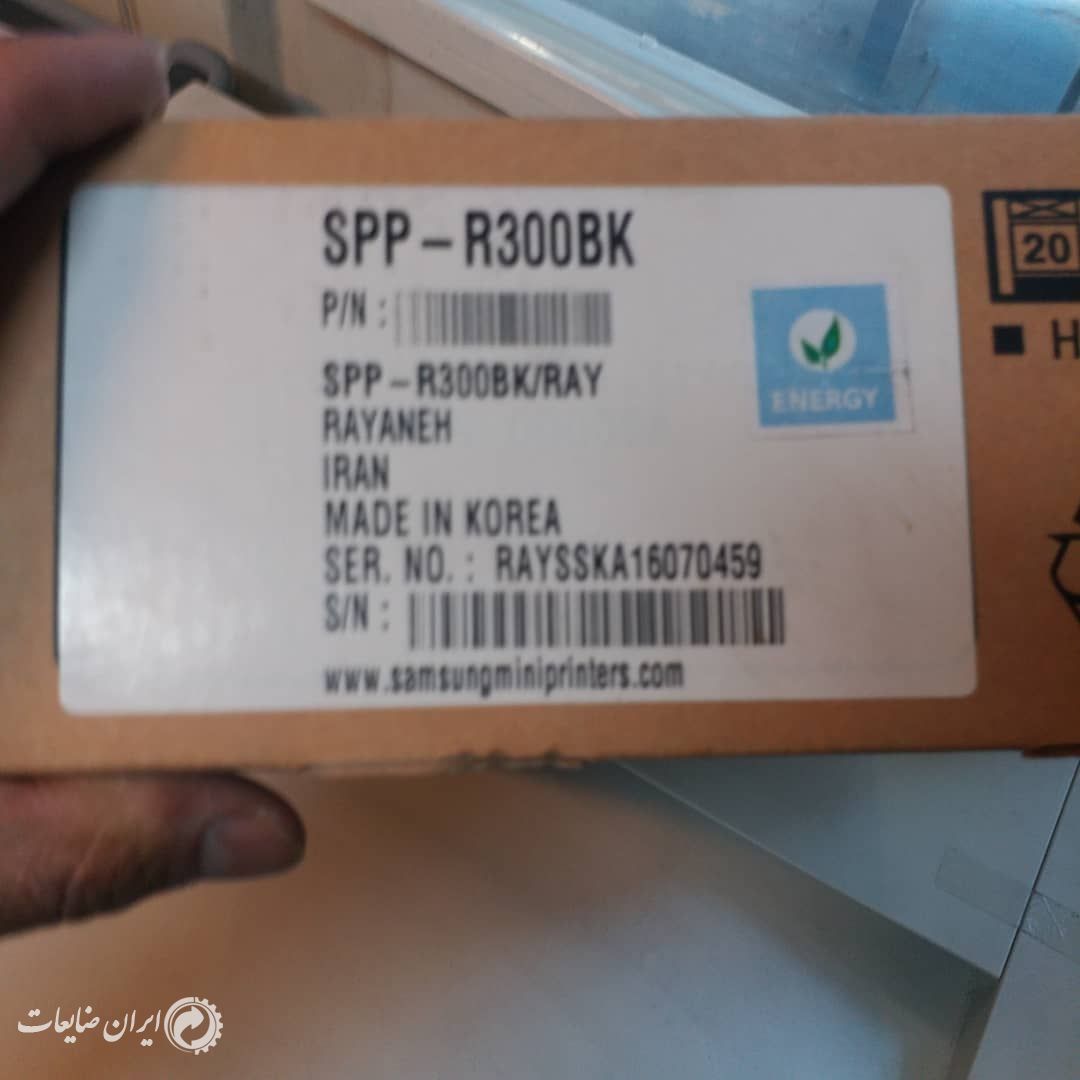 SPP-R300BK
P/N :
SPP-R300BK/RAY
RAYANEH
IRAN
MADE IN KOREA
SER. NO. : RAYSSKA16070459
S/N :
www.samsungminiprinters.com
ENERGY
20
H
ایران ضایعات